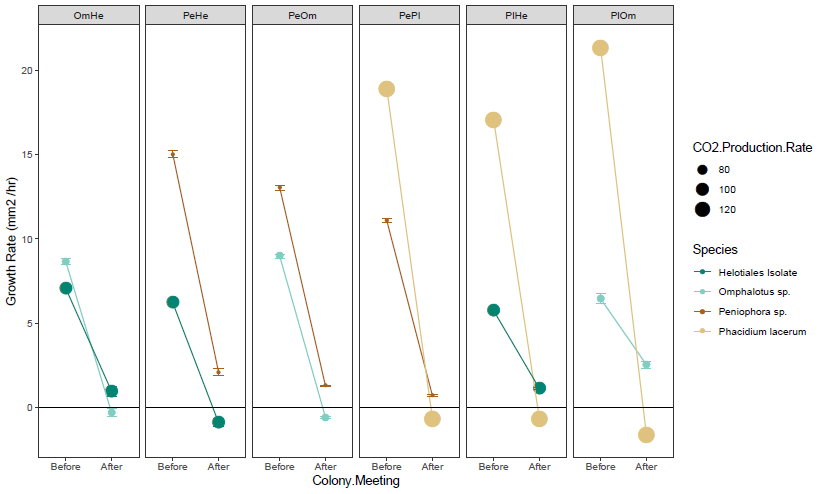 OmHe PeHe PeOm PePl PlHe PlOm
20
15
10
5
0
Growth Rate (mm2 /hr)
Before After Before After Before After Before After Before After Before After
Colony.Meeting
CO2.Production.Rate
80
100
120
Species
Helotiales Isolate
Omphalotus sp.
Peniophora sp.
Phacidium lacerum